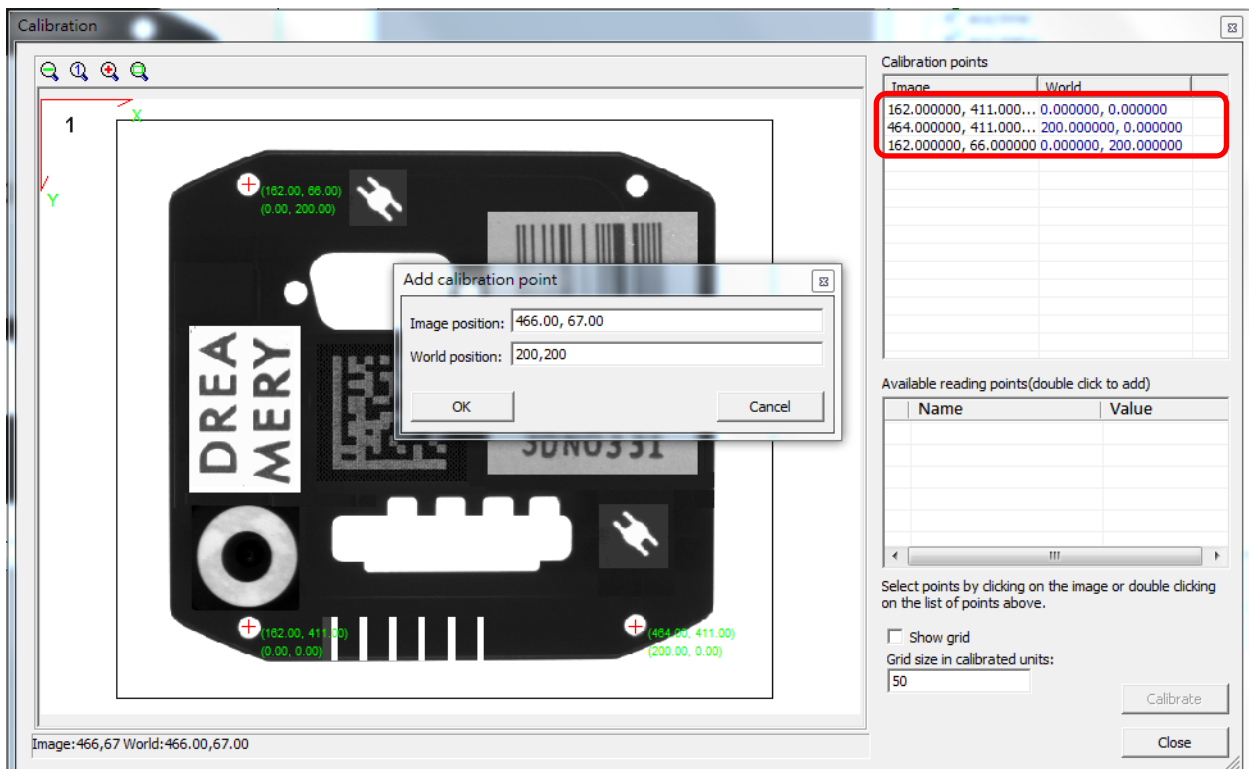 Calibration
1
X
Y
(162.00, 66.00)
(0.00, 200.00)
DREA
MERY
3DN0331
(162.00, 411.00)
(0.00, 0.00)
(464.00, 411.00)
(200.00, 0.00)
Add calibration point
Image position: 466.00, 67.00
World position: 200,200
OK Cancel
Image:466,67 World:466.00,67.00
Calibration points
Image World
162.000000, 411.000... 0.000000, 0.000000
464.000000, 411.000... 200.000000, 0.000000
162.000000, 66.000000 0.000000, 200.000000
Available reading points(double click to add)
Name Value
Select points by clicking on the image or double clicking
on the list of points above.
Show grid
Grid size in calibrated units:
50
Calibrate
Close